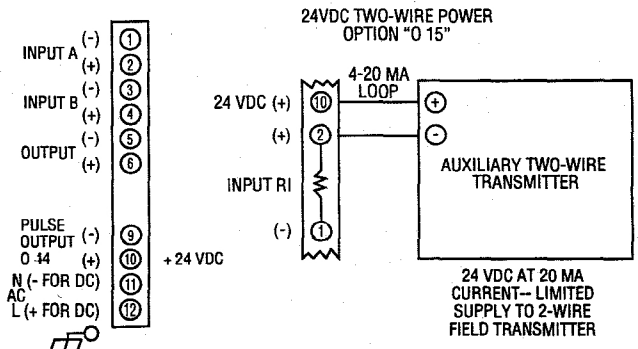 24VDC TWO-WIRE POWER
OPTION "O 15"
INPUT A
(-) 1
(+) 2
INPUT B
(-) 3
(+) 4
OUTPUT
(-) 5
(+) 6
PULSE
OUTPUT (-) 9
O 44 (+) 10 +24 VDC
N (- FOR DC) 11
AC
L (+ FOR DC) 12
4-20 MA
LOOP
24 VDC (+) 10 +
(+) 2 -
INPUT RI
(-) 1
AUXILIARY TWO-WIRE
TRANSMITTER
24 VDC AT 20 MA
CURRENT-- LIMITED
SUPPLY TO 2-WIRE
FIELD TRANSMITTER